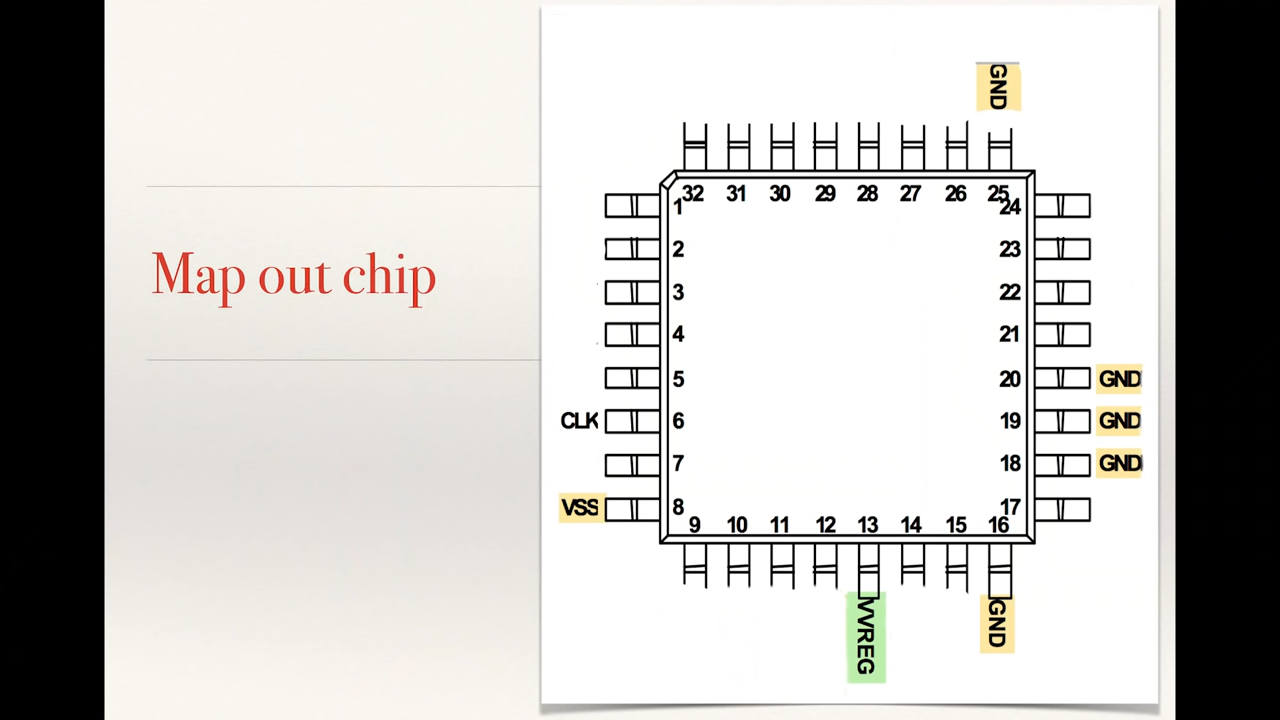 Map out chip
GND
32 31 30 29 28 27 26 25
1 24
2 23
3 22
4 21
5 20 GND
CLK 6 19 GND
7 18 GND
VSS 8 17
9 10 11 12 13 14 15 16
VVREG GND